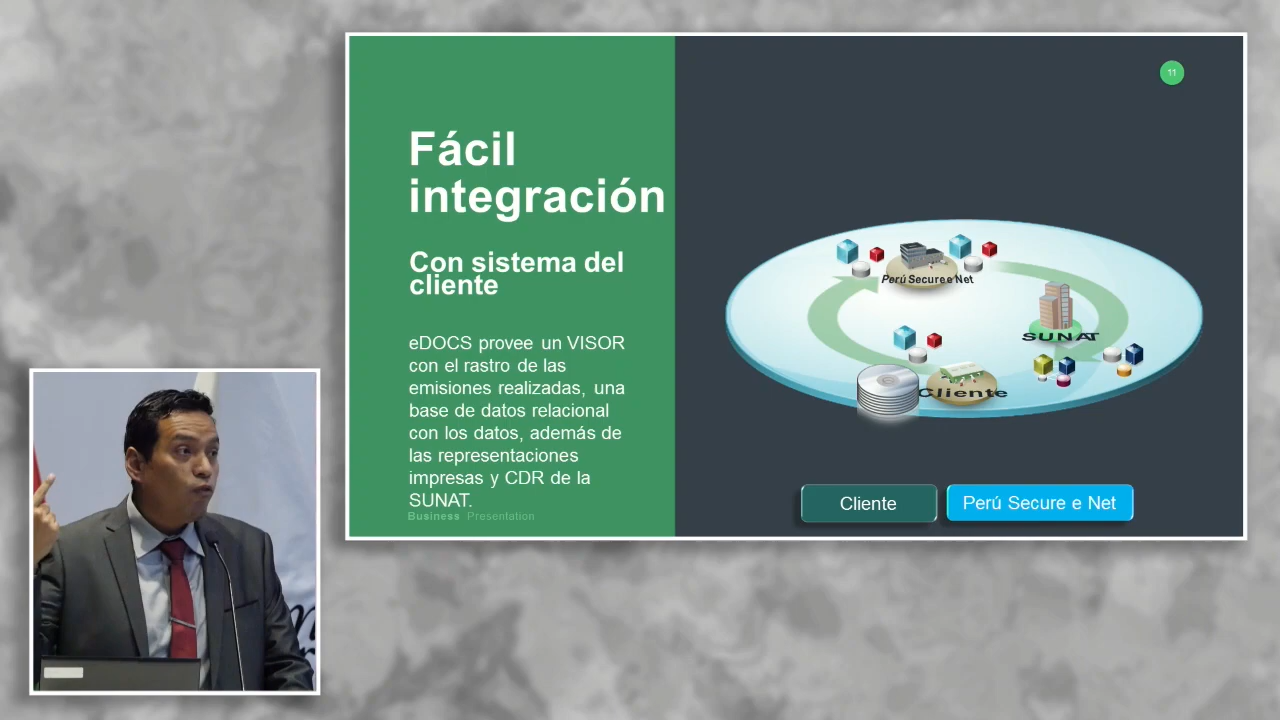 11
Fácil
integración
Con sistema del
cliente
eDOCS provee un VISOR
con el rastro de las
emisiones realizadas, una
base de datos relacional
con los datos, además de
las representaciones
impresas y CDR de la
SUNAT.
Business Presentation
Perú Secure e Net
SUNAT
Cliente
Cliente
Perú Secure e Net